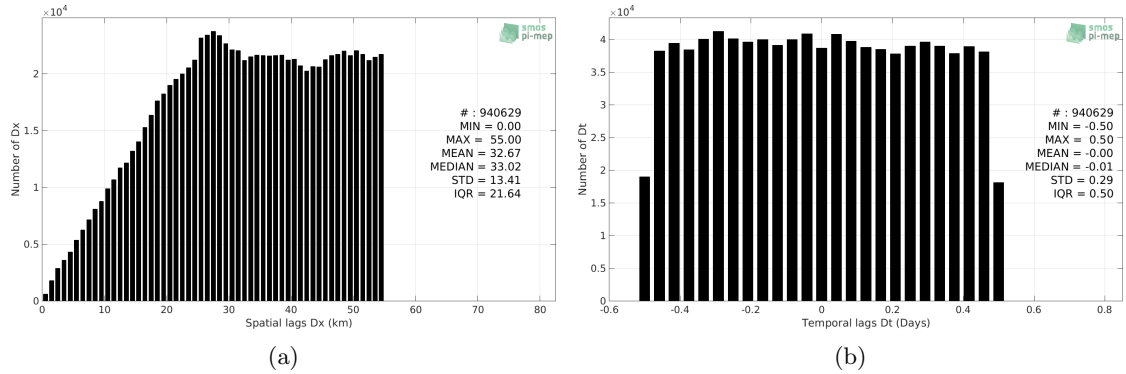 ×10⁴
smos
pi-mep
Number of Dx
2
1.5
1
0.5
0
# : 940629
MIN = 0.00
MAX = 55.00
MEAN = 32.67
MEDIAN = 33.02
STD = 13.41
IQR = 21.64
0 10 20 30 40 50 60 70 80
Spatial lags Dx (km)
(a)
×10⁴
smos
pi-mep
Number of Dt
4
3.5
3
2.5
2
1.5
1
0.5
0
# : 940629
MIN = -0.50
MAX = 0.50
MEAN = -0.00
MEDIAN = -0.01
STD = 0.29
IQR = 0.50
-0.6 -0.4 -0.2 0 0.2 0.4 0.6 0.8
Temporal lags Dt (Days)
(b)